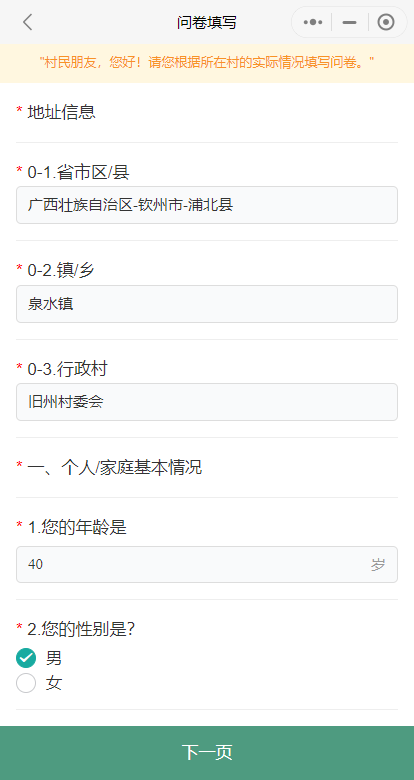 问卷填写
"村民朋友，您好！请您根据所在村的实际情况填写问卷。"
* 地址信息
* 0-1.省市区/县
广西壮族自治区-钦州市-浦北县
* 0-2.镇/乡
泉水镇
* 0-3.行政村
旧州村委会
* 一、个人/家庭基本情况
* 1.您的年龄是
40 岁
* 2.您的性别是?
男
女
下一页